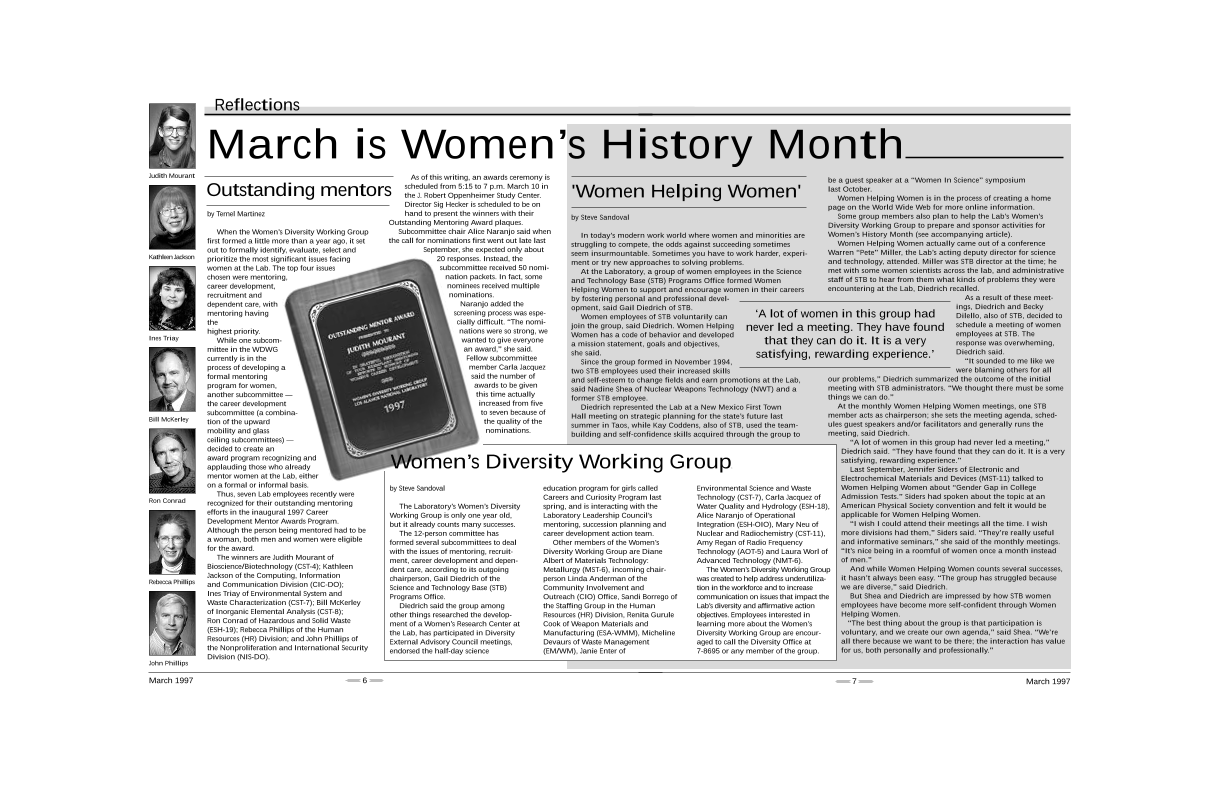 Reflections
March is Women's History Month
Judith Mourant
Kathleen Jackson
Ines Triay
Billl McKerley
Ron Conrad
Rebecca Phillips
John Phillips
Outstanding mentors
by Ternel Martinez
When the Women's Diversity Working Group
first formed a little more than a year ago, it set
out to formally identify, evaluate, select and
prioritize the most significant issues facing
women at the Lab. The top four issues
chosen were mentoring,
career development,
recruitment and
dependent care, with
mentoring having
the
highest priority.
While one subcom-
mittee in the WDWG
currently is in the
process of developing a
formal mentoring
program for women,
another subcommittee —
the career development
subcommittee (a combina-
tion of the upward
mobility and glass
ceiling subcommittees) —
decided to create an
award program recognizing and
applauding those who already
mentor women at the Lab, either
on a formal or informal basis.
Thus, seven Lab employees recently were
recognized for their outstanding mentoring
efforts in the inaugural 1997 Career
Development Mentor Awards Program.
Although the person being mentored had to be
a woman, both men and women were eligible
for the award.
The winners are Judith Mourant of
Bioscience/Biotechnology (CST-4); Kathleen
Jackson of the Computing, Information
and Communication Division (CIC-DO);
Ines Triay of Environmental System and
Waste Characterization (CST-7); Bill McKerley
of Inorganic Elemental Analysis (CST-8);
Ron Conrad of Hazardous and Solid Waste
(ESH-19); Rebecca Phillips of the Human
Resources (HR) Division; and John Phillips of
the Nonproliferation and International Security
Division (NIS-DO).
As of this writing, an awards ceremony is
scheduled from 5:15 to 7 p.m. March 10 in
the J. Robert Oppenheimer Study Center.
Director Sig Hecker is scheduled to be on
hand to present the winners with their
Outstanding Mentoring Award plaques.
Subcommittee chair Alice Naranjo said when
the call for nominations first went out late last
September, she expected only about
20 responses. Instead, the
subcommittee received 50 nomi-
nation packets. In fact, some
nominees received multiple
nominations.
Naranjo added the
screening process was espe-
cially difficult. "The nomi-
nations were so strong, we
wanted to give everyone
an award," she said.
Fellow subcommittee
member Carla Jacquez
said the number of
awards to be given
this time actually
increased from five
to seven because of
the quality of the
nominations.
OUTSTANDING MENTOR AWARD
PRESENTED TO
JUDITH MOURANT
WOMEN'S DIVERSITY WORKING GROUP
LOS ALAMOS NATIONAL LABORATORY
1997
'Women Helping Women'
by Steve Sandoval
In today's modern work world where women and minorities are
struggling to compete, the odds against succeeding sometimes
seem insurmountable. Sometimes you have to work harder, experi-
ment or try new approaches to solving problems.
At the Laboratory, a group of women employees in the Science
and Technology Base (STB) Programs Office formed Women
Helping Women to support and encourage women in their careers
by fostering personal and professional devel-
opment, said Gail Diedrich of STB.
Women employees of STB voluntarily can
join the group, said Diedrich. Women Helping
Women has a code of behavior and developed
a mission statement, goals and objectives,
she said.
Since the group formed in November 1994,
two STB employees used their increased skills
and self-esteem to change fields and earn promotions at the Lab,
said Nadine Shea of Nuclear Weapons Technology (NWT) and a
former STB employee.
Diedrich represented the Lab at a New Mexico First Town
Hall meeting on strategic planning for the state's future last
summer in Taos, while Kay Coddens, also of STB, used the team-
building and self-confidence skills acquired through the group to
'A lot of women in this group had
never led a meeting. They have found
that they can do it. It is a very
satisfying, rewarding experience.'
be a guest speaker at a "Women In Science" symposium
last October.
Women Helping Women is in the process of creating a home
page on the World Wide Web for more online information.
Some group members also plan to help the Lab's Women's
Diversity Working Group to prepare and sponsor activities for
Women's History Month (see accompanying article).
Women Helping Women actually came out of a conference
Warren "Pete" Miller, the Lab's acting deputy director for science
and technology, attended. Miller was STB director at the time; he
met with some women scientists across the lab, and administrative
staff of STB to hear from them what kinds of problems they were
encountering at the Lab, Diedrich recalled.
As a result of these meet-
ings, Diedrich and Becky
Dilello, also of STB, decided to
schedule a meeting of women
employees at STB. The
response was overwhelming,
Diedrich said.
"It sounded to me like we
were blaming others for all
our problems," Diedrich summarized the outcome of the initial
meeting with STB administrators. "We thought there must be some
things we can do."
At the monthly Women Helping Women meetings, one STB
member acts as chairperson; she sets the meeting agenda, sched-
ules guest speakers and/or facilitators and generally runs the
meeting, said Diedrich.
"A lot of women in this group had never led a meeting,"
Diedrich said. "They have found that they can do it. It is a very
satisfying, rewarding experience."
Last September, Jennifer Siders of Electronic and
Electrochemical Materials and Devices (MST-11) talked to
Women Helping Women about "Gender Gap in College
Admission Tests." Siders had spoken about the topic at an
American Physical Society convention and felt it would be
applicable for Women Helping Women.
"I wish I could attend their meetings all the time. I wish
more divisions had them," Siders said. "They're really useful
and informative seminars," she said of the monthly meetings.
"It's nice being in a roomful of women once a month instead
of men."
And while Women Helping Women counts several successes,
it hasn't always been easy. "The group has struggled because
we are diverse," said Diedrich.
But Shea and Diedrich are impressed by how STB women
employees have become more self-confident through Women
Helping Women.
"The best thing about the group is that participation is
voluntary, and we create our own agenda," said Shea. "We're
all there because we want to be there; the interaction has value
for us, both personally and professionally."
Women's Diversity Working Group
by Steve Sandoval
The Laboratory's Women's Diversity
Working Group is only one year old,
but it already counts many successes.
The 12-person committee has
formed several subcommittees to deal
with the issues of mentoring, recruit-
ment, career development and depen-
dent care, according to its outgoing
chairperson, Gail Diedrich of the
Science and Technology Base (STB)
Programs Office.
Diedrich said the group among
other things researched the develop-
ment of a Women's Research Center at
the Lab, has participated in Diversity
External Advisory Council meetings,
endorsed the half-day science
education program for girls called
Careers and Curiosity Program last
spring, and is interacting with the
Laboratory Leadership Council's
mentoring, succession planning and
career development action team.
Other members of the Women's
Diversity Working Group are Diane
Albert of Materials Technology:
Metallurgy (MST-6), incoming chair-
person Linda Anderman of the
Community Involvement and
Outreach (CIO) Office, Sandi Borrego of
the Staffing Group in the Human
Resources (HR) Division, Renita Gurule
Cook of Weapon Materials and
Manufacturing (ESA-WMM), Micheline
Devaurs of Waste Management
(EM/WM), Janie Enter of
Environmental Science and Waste
Technology (CST-7), Carla Jacquez of
Water Quality and Hydrology (ESH-18),
Alice Naranjo of Operational
Integration (ESH-OIO), Mary Neu of
Nuclear and Radiochemistry (CST-11),
Amy Regan of Radio Frequency
Technology (AOT-5) and Laura Worl of
Advanced Technology (NMT-6).
The Women's Diversity Working Group
was created to help address underutiliza-
tion in the workforce and to increase
communication on issues that impact the
Lab's diversity and affirmative action
objectives. Employees interested in
learning more about the Women's
Diversity Working Group are encour-
aged to call the Diversity Office at
7-8695 or any member of the group.
March 1997
6
7
March 1997